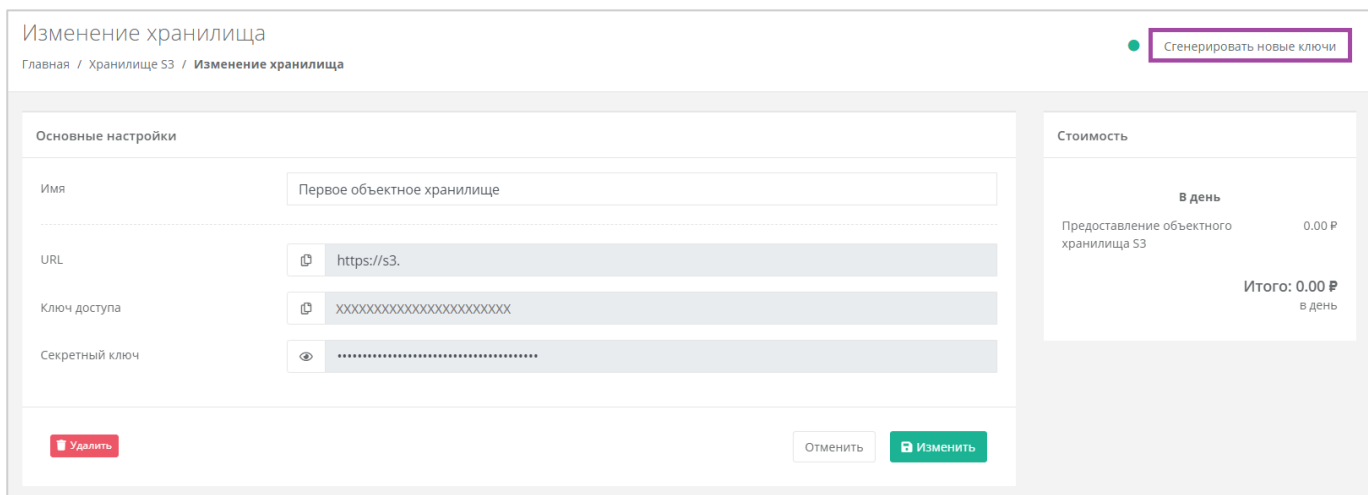 Изменение хранилища
Сгенерировать новые ключи
Главная / Хранилище S3 / Изменение хранилища
Основные настройки
Имя
Первое объектное хранилище
URL
https://s3.
Ключ доступа
XXXXXXXXXXXXXXXXXXXXXXX
Секретный ключ
••••••••••••••••••••••••••••••••••••••••
Удалить
Отменить
Изменить
Стоимость
В день
Предоставление объектного
хранилища S3
0.00 ₽
Итого: 0.00 ₽
в день